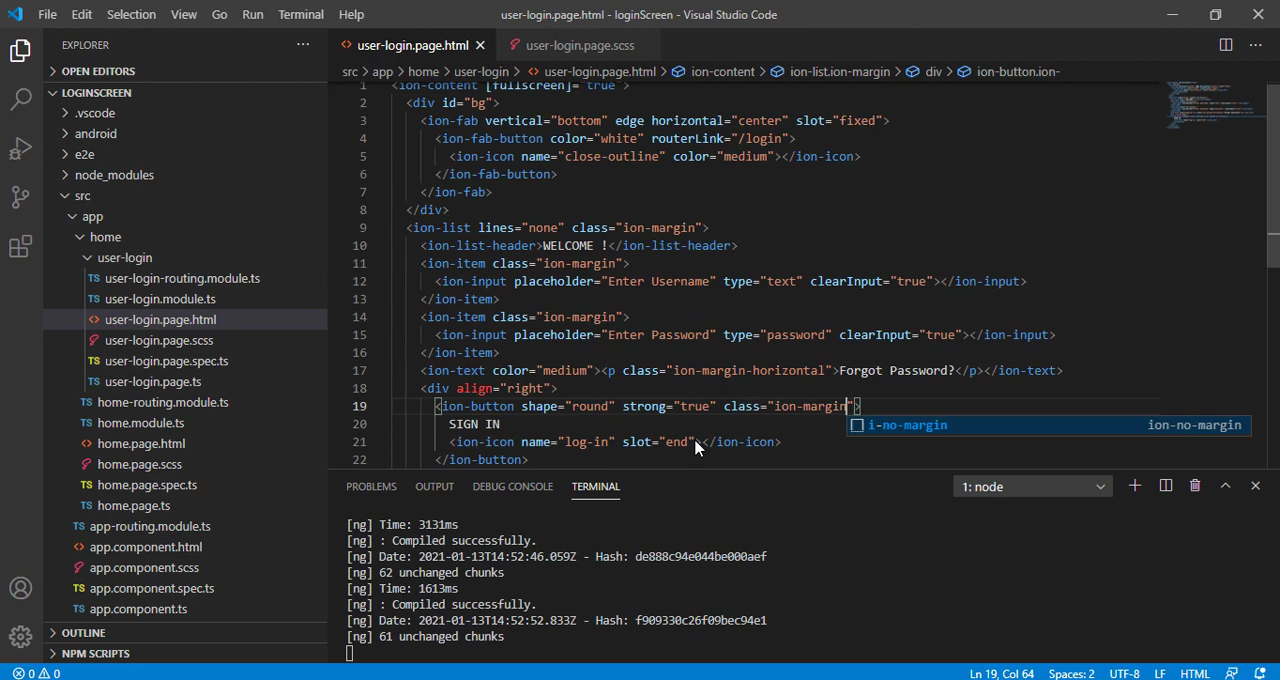 File Edit Selection View Go Run Terminal Help user-login.page.html - loginScreen - Visual Studio Code
EXPLORER ...
OPEN EDITORS
LOGINSCREEN
.vscode
android
e2e
node_modules
src
app
home
user-login
TS user-login-routing.module.ts
TS user-login.module.ts
<> user-login.page.html
user-login.page.scss
TS user-login.page.spec.ts
TS user-login.page.ts
TS home-routing.module.ts
TS home.module.ts
<> home.page.html
home.page.scss
TS home.page.spec.ts
TS home.page.ts
TS app-routing.module.ts
<> app.component.html
app.component.scss
TS app.component.spec.ts
TS app.component.ts
OUTLINE
NPM SCRIPTS
<> user-login.page.html user-login.page.scss
src > app > home > user-login > <> user-login.page.html > ion-content > ion-list.ion-margin > div > ion-button.ion-
1 <ion-content [fullscreen]="true">
2 <div id="bg">
3 <ion-fab vertical="bottom" edge horizontal="center" slot="fixed">
4 <ion-fab-button color="white" routerLink="/login">
5 <ion-icon name="close-outline" color="medium"></ion-icon>
6 </ion-fab-button>
7 </ion-fab>
8 </div>
9 <ion-list lines="none" class="ion-margin">
10 <ion-list-header>WELCOME !</ion-list-header>
11 <ion-item class="ion-margin">
12 <ion-input placeholder="Enter Username" type="text" clearInput="true"></ion-input>
13 </ion-item>
14 <ion-item class="ion-margin">
15 <ion-input placeholder="Enter Password" type="password" clearInput="true"></ion-input>
16 </ion-item>
17 <ion-text color="medium"><p class="ion-margin-horizontal">Forgot Password?</p></ion-text>
18 <div align="right">
19 <ion-button shape="round" strong="true" class="ion-margin">
20 SIGN IN
i-no-margin ion-no-margin
21 <ion-icon name="log-in" slot="end"></ion-icon>
22 </ion-button>
PROBLEMS OUTPUT DEBUG CONSOLE TERMINAL 1: node
[ng] Time: 3131ms
[ng] : Compiled successfully.
[ng] Date: 2021-01-13T14:52:46.059Z - Hash: de888c94e044be000aef
[ng] 62 unchanged chunks
[ng] Time: 1613ms
[ng] : Compiled successfully.
[ng] Date: 2021-01-13T14:52:52.833Z - Hash: f909330c26f09bec94e1
[ng] 61 unchanged chunks
0 0 Ln 19, Col 64 Spaces: 2 UTF-8 LF HTML